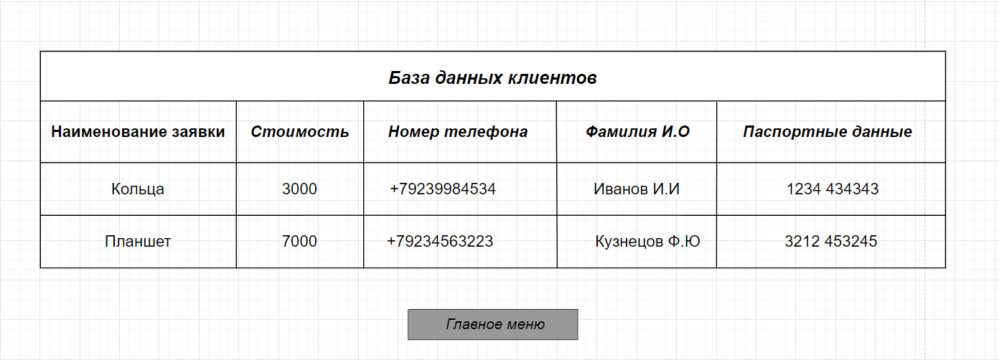 База данных клиентов
Наименование заявки Стоимость Номер телефона Фамилия И.О Паспортные данные
Кольца 3000 +79239984534 Иванов И.И 1234 434343
Планшет 7000 +79234563223 Кузнецов Ф.Ю 3212 453245
Главное меню